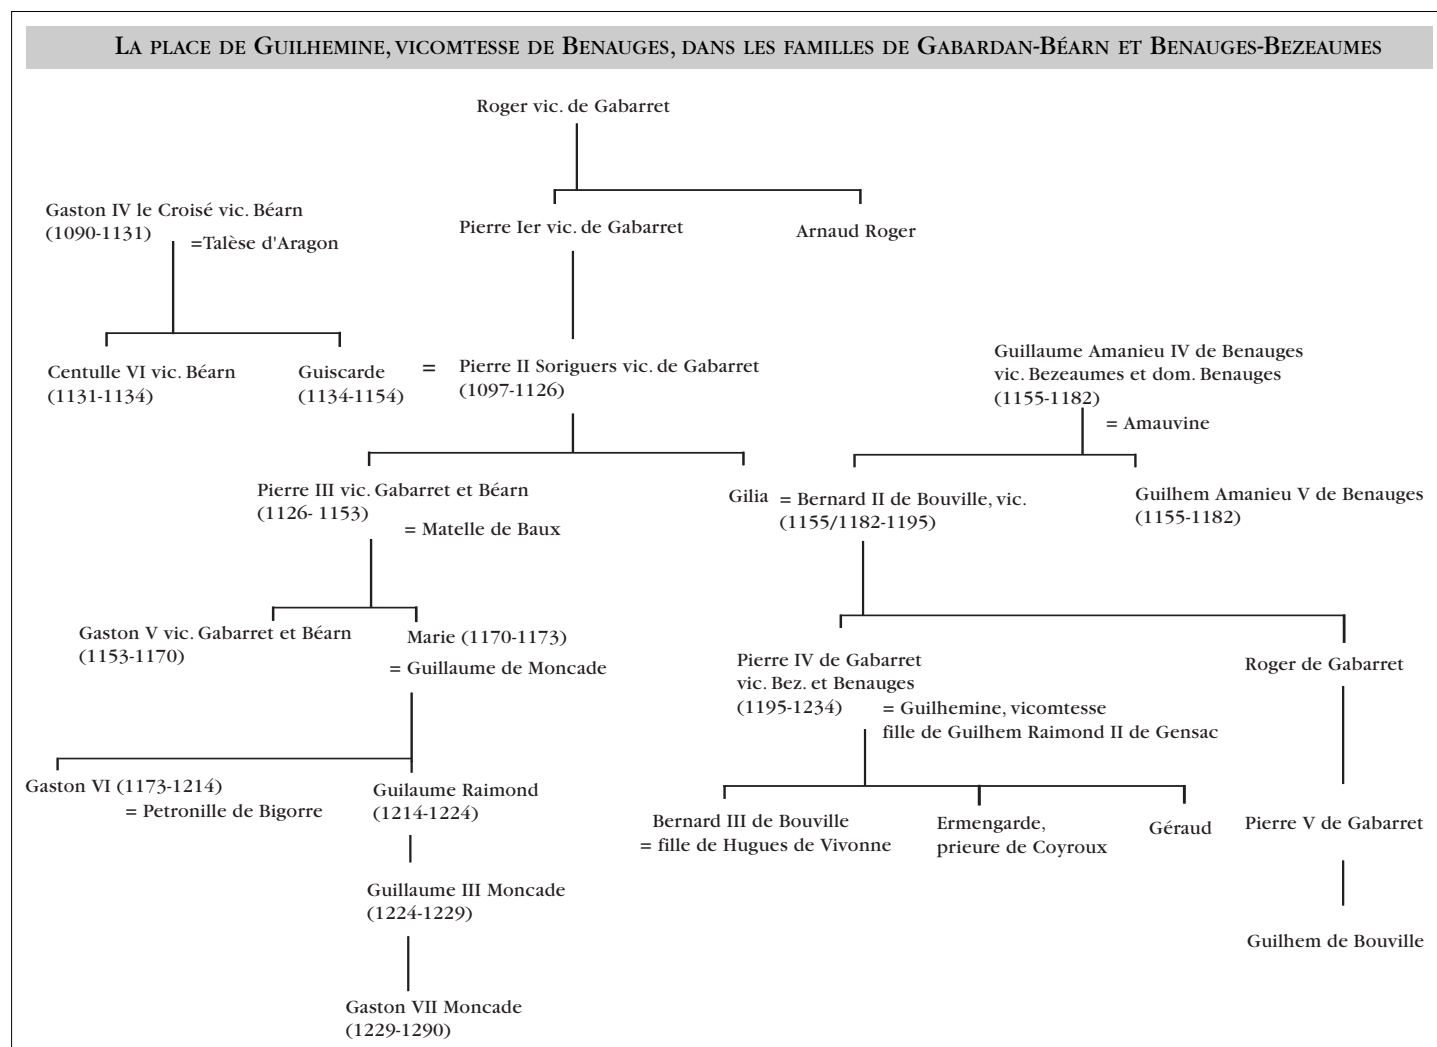 LA PLACE DE GUILHEMINE, VICOMTESSE DE BENAUGES, DANS LES FAMILLES DE GABARDAN-BÉARN ET BENAUGES-BEZEAUMES
Roger vic. de Gabarret
Gaston IV le Croisé vic. Béarn
(1090-1131)
=Talèse d'Aragon
Pierre Ier vic. de Gabarret
Arnaud Roger
Centulle VI vic. Béarn
(1131-1134)
Guiscarde
(1134-1154)
=
Pierre II Soriguers vic. de Gabarret
(1097-1126)
Guillaume Amanieu IV de Benauges
vic. Bezeaumes et dom. Benauges
(1155-1182)
= Amauvine
Pierre III vic. Gabarret et Béarn
(1126- 1153)
= Matelle de Baux
Gilia
= Bernard II de Bouville, vic.
(1155/1182-1195)
Guilhem Amanieu V de Benauges
(1155-1182)
Gaston V vic. Gabarret et Béarn
(1153-1170)
Marie (1170-1173)
= Guillaume de Moncade
Pierre IV de Gabarret
vic. Bez. et Benauges
(1195-1234)
= Guilhemine, vicomtesse
fille de Guilhem Raimond II de Gensac
Roger de Gabarret
Gaston VI (1173-1214)
= Petronille de Bigorre
Guilaume Raimond
(1214-1224)
Bernard III de Bouville
= fille de Hugues de Vivonne
Ermengarde,
prieure de Coyroux
Géraud
Pierre V de Gabarret
Guillaume III Moncade
(1224-1229)
Guilhem de Bouville
Gaston VII Moncade
(1229-1290)